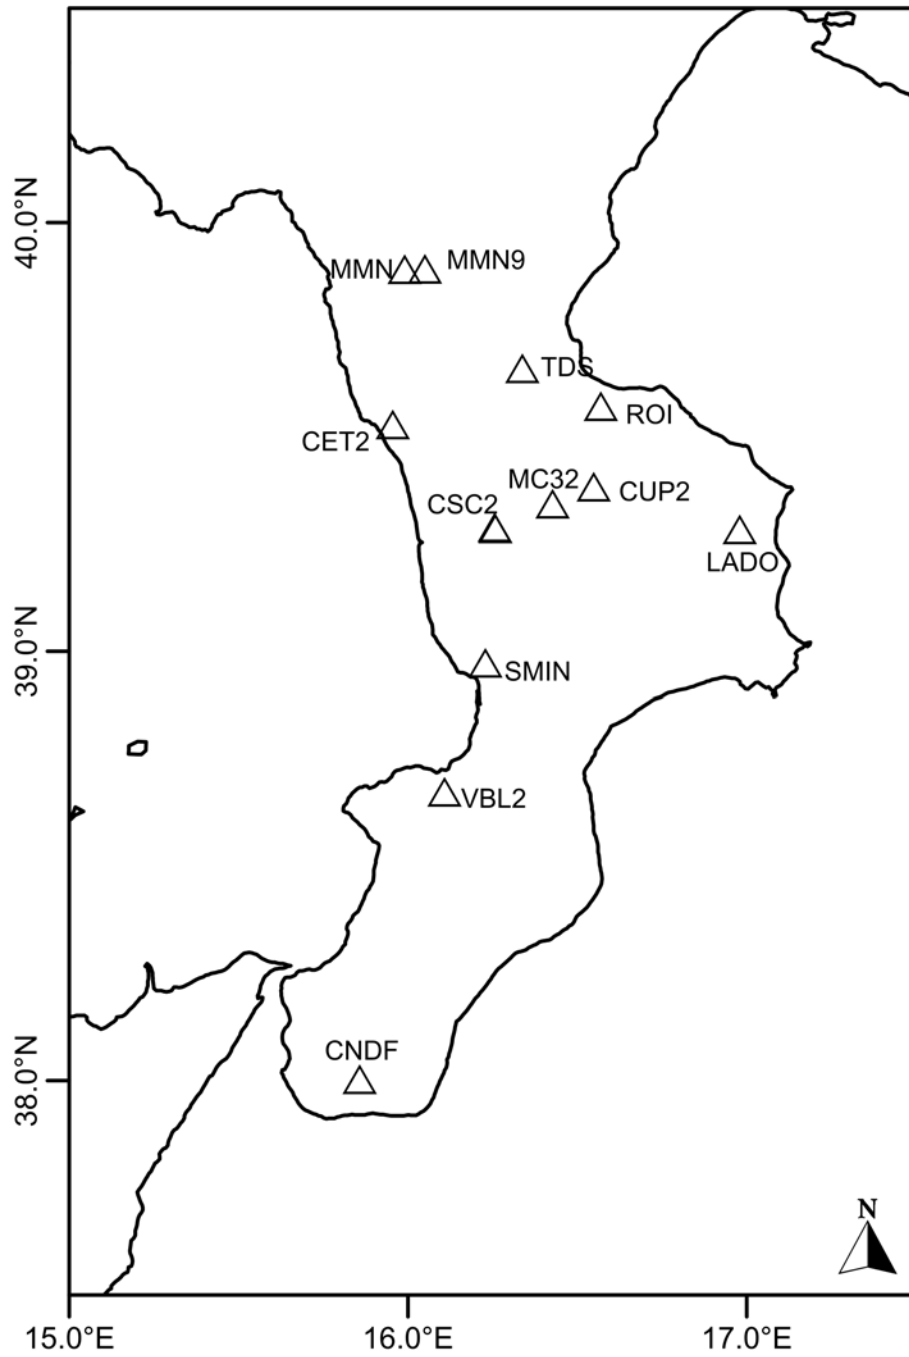 40.0°N
MMN
MMN9
TDS
ROI
CET2
MC32
CUP2
CSC2
LADO
39.0°N
SMIN
VBL2
CNDF
38.0°N
N
15.0°E
16.0°E
17.0°E